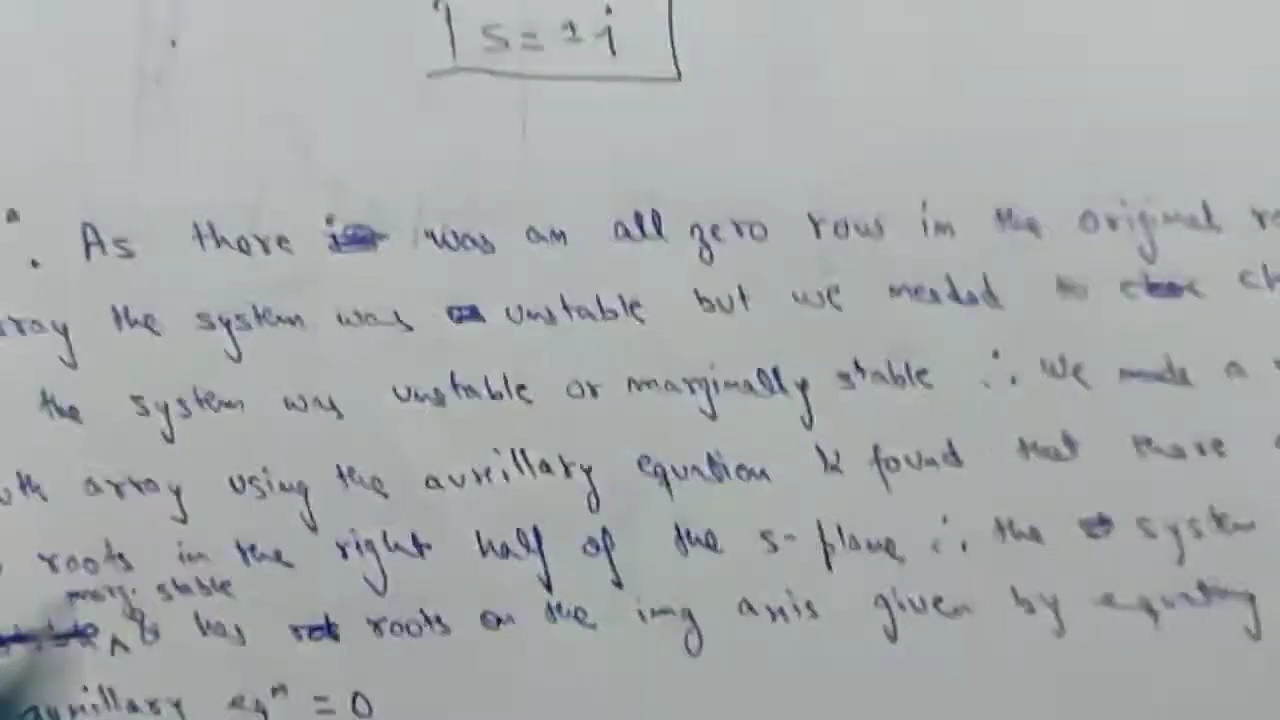 s = ±i
∴ As there was an all zero row in the original
the system was unstable but we needed to
the system was unstable or marginally stable ∴ We made a
array using the auxillary equation & found that there
roots in the right half of the s-plane ∴ the system
marg. stable
& has roots on the img axis given by equating
auxillary eqⁿ = 0